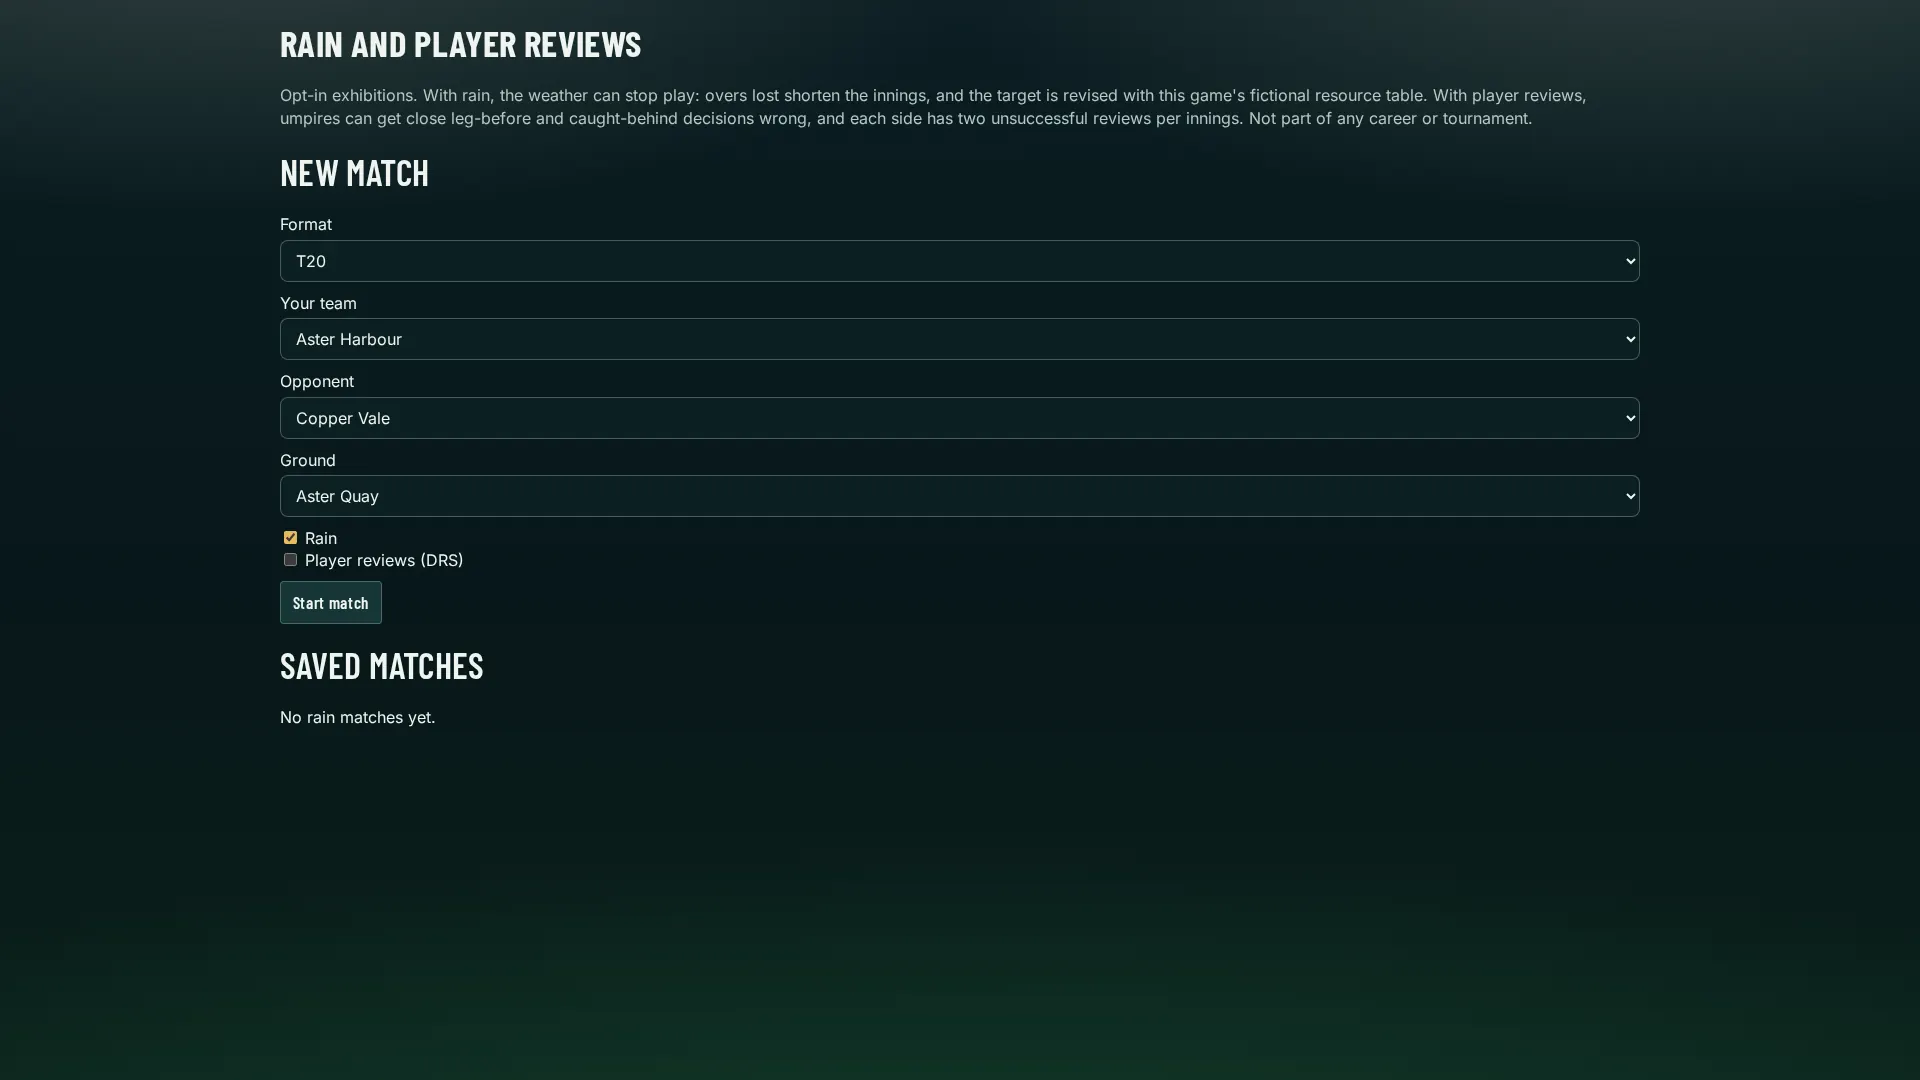 RAIN AND PLAYER REVIEWS
Opt-in exhibitions. With rain, the weather can stop play: overs lost shorten the innings, and the target is revised with this game's fictional resource table. With player reviews,
umpires can get close leg-before and caught-behind decisions wrong, and each side has two unsuccessful reviews per innings. Not part of any career or tournament.
NEW MATCH
Format
T20
Your team
Aster Harbour
Opponent
Copper Vale
Ground
Aster Quay
Rain
Player reviews (DRS)
Start match
SAVED MATCHES
No rain matches yet.